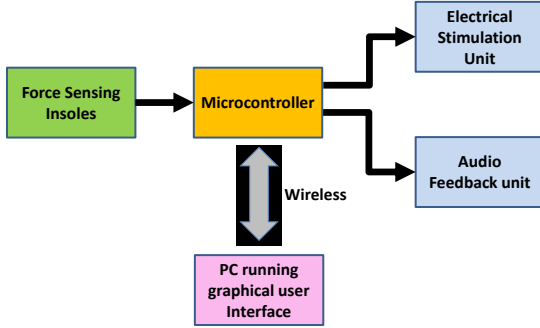 Electrical
Stimulation
Unit
Force Sensing
Insoles
Microcontroller
Audio
Feedback unit
Wireless
PC running
graphical user
Interface